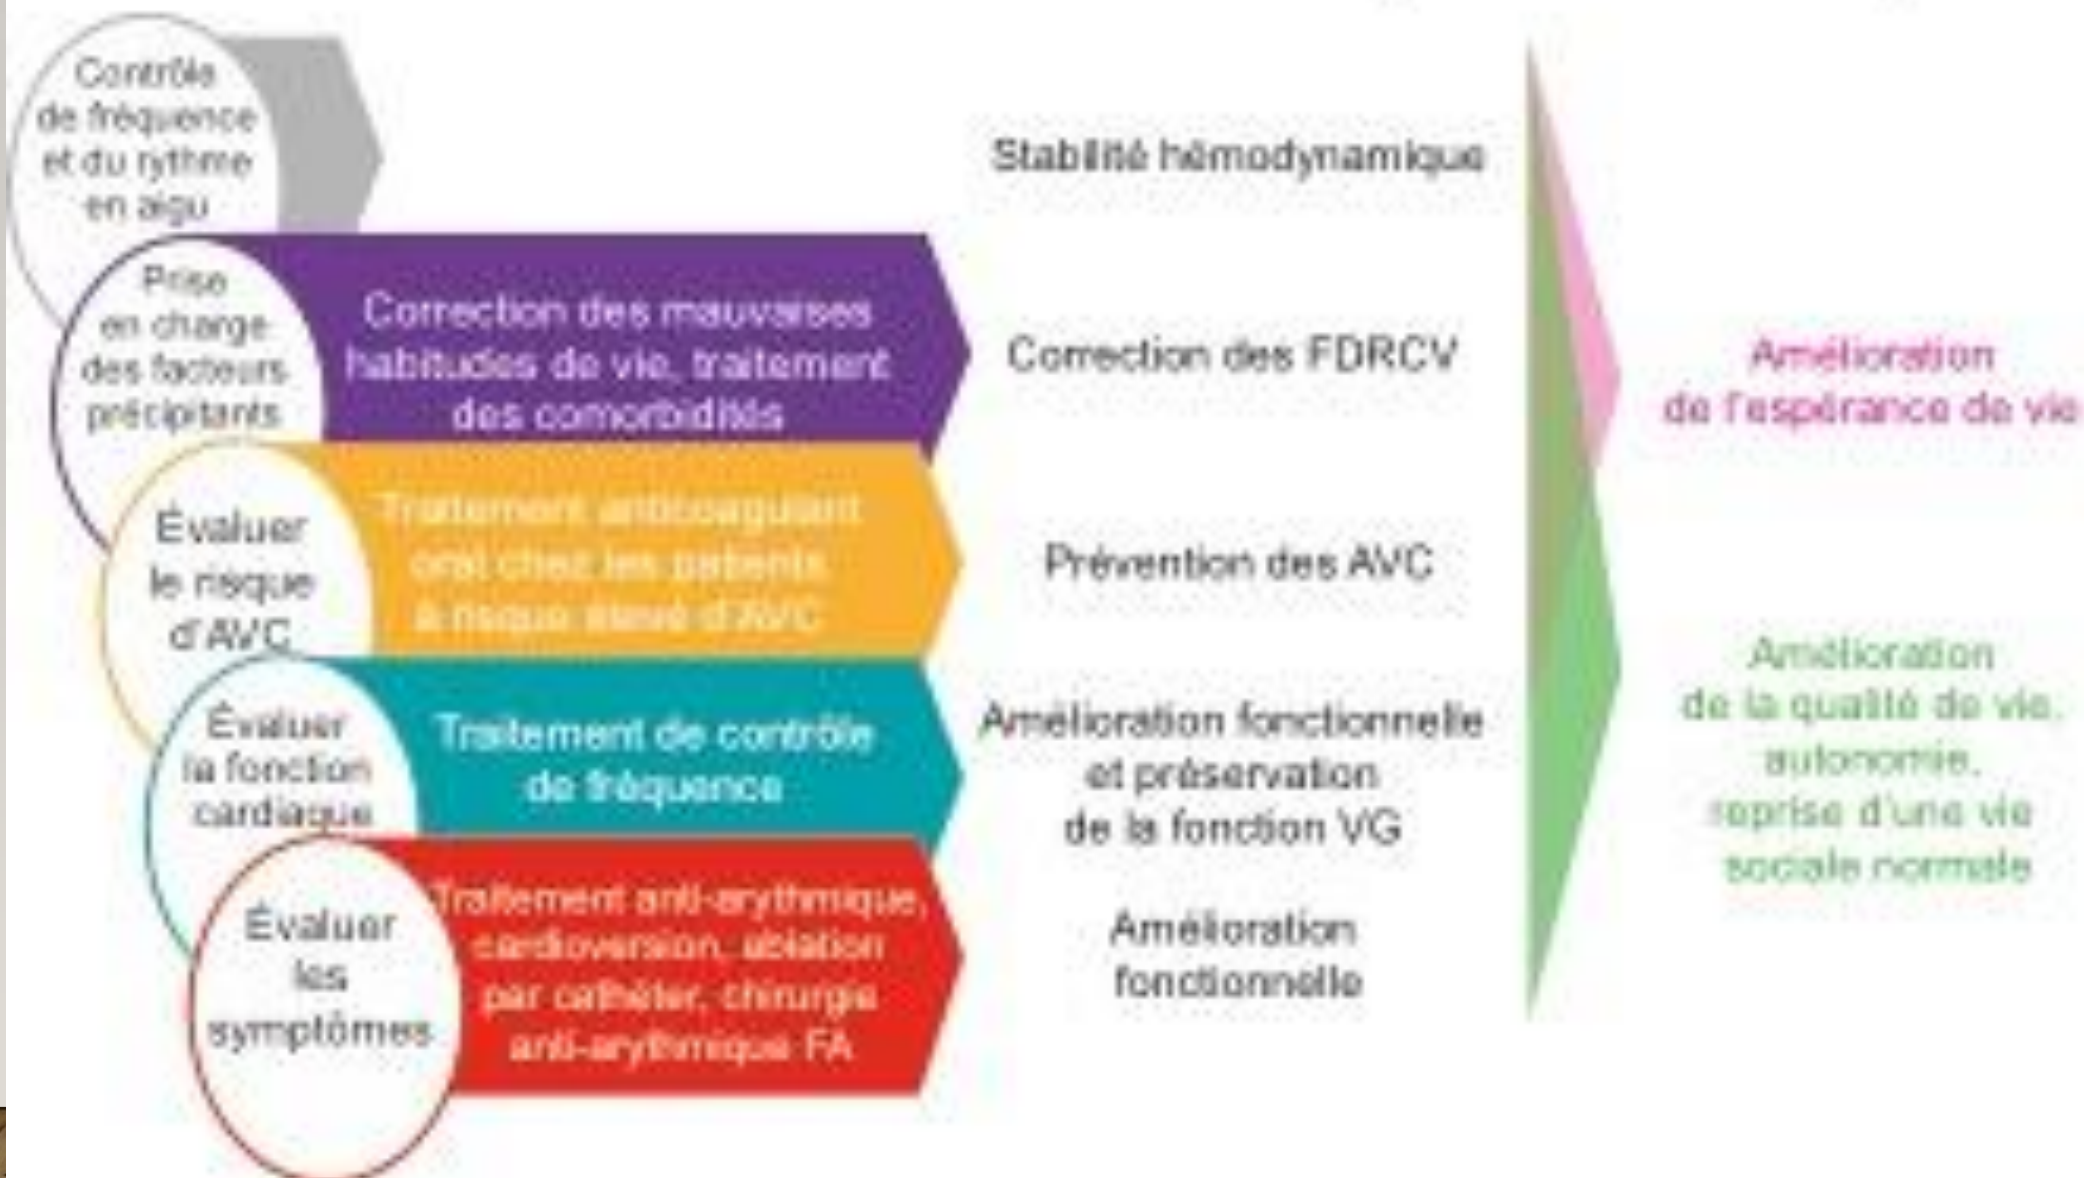 Contrôle
de fréquence
et du rythme
en aigu
Stabilité hémodynamique
Prise
en charge
des facteurs
précipitants
Correction des mauvaises
habitudes de vie, traitement
des comorbidités
Correction des FDRCV
Évaluer
le risque
d'AVC
Traitement anticoagulant
oral chez les patients
à risque élevé d'AVC
Prévention des AVC
Évaluer
la fonction
cardiaque
Traitement de contrôle
de fréquence
Amélioration fonctionnelle
et préservation
de la fonction VG
Évaluer
les
symptômes
Traitement anti-arythmique,
cardioversion, ablation
par cathéter, chirurgie
anti-arythmique FA
Amélioration
fonctionnelle
Amélioration
de l'espérance de vie
Amélioration
de la qualité de vie,
autonomie,
reprise d'une vie
sociale normale